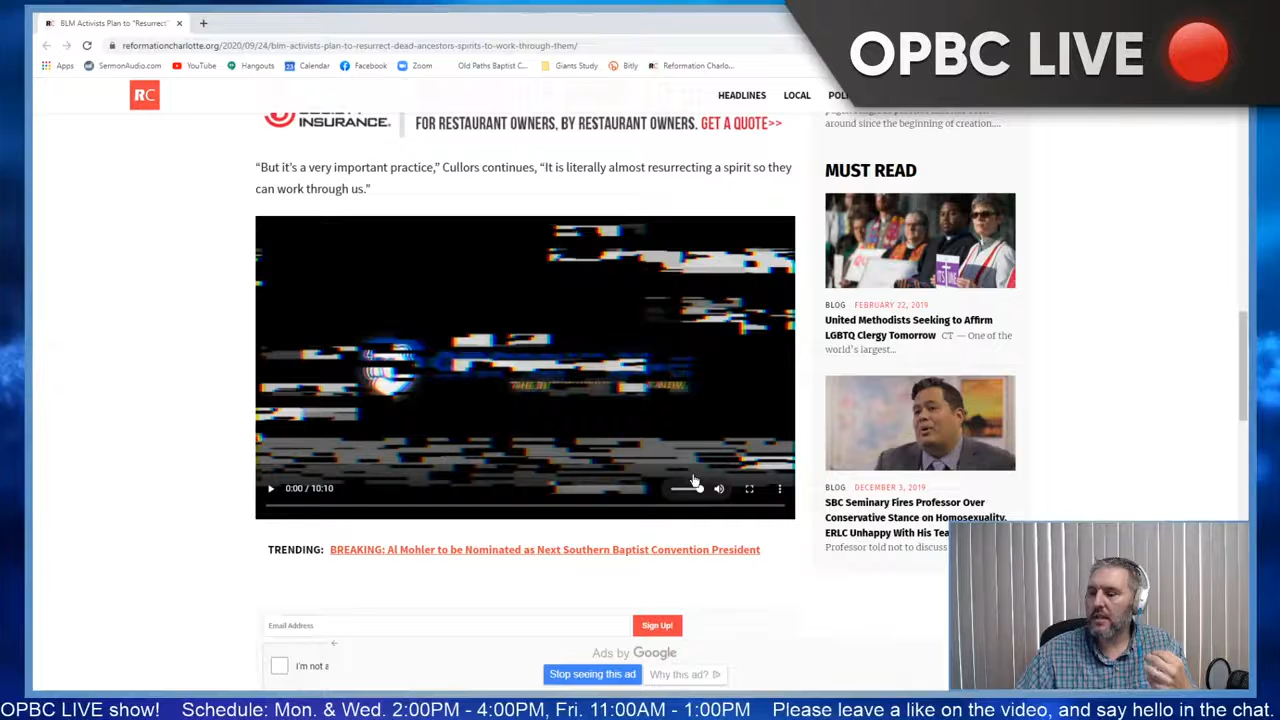 OPBC LIVE
BLM Activists Plan to "Resurrect"
reformationcharlotte.org/2020/09/24/blm-activists-plan-to-resurrect-dead-ancestors-spirits-to-work-through-them/
Apps SermonAudio.com YouTube Hangouts Calendar Facebook Zoom Old Paths Baptist C... Giants Study Bitly Reformation Charlo...
RC
HEADLINES LOCAL
INSURANCE. FOR RESTAURANT OWNERS, BY RESTAURANT OWNERS. GET A QUOTE>>
around since the beginning of creation....
“But it’s a very important practice,” Cullors continues, “It is literally almost resurrecting a spirit so they
can work through us.”
0:00 / 10:10
TRENDING: BREAKING: Al Mohler to be Nominated as Next Southern Baptist Convention President
Email Address
Sign Up!
I'm not a
Ads by Google
Stop seeing this ad Why this ad?
MUST READ
BLOG FEBRUARY 22, 2019
United Methodists Seeking to Affirm
LGBTQ Clergy Tomorrow CT — One of the
world’s largest...
BLOG DECEMBER 3, 2019
SBC Seminary Fires Professor Over
Conservative Stance on Homosexuality,
ERLC Unhappy With His
Professor told not to discuss
OPBC LIVE show! Schedule: Mon. & Wed. 2:00PM - 4:00PM, Fri. 11:00AM - 1:00PM Please leave a like on the video, and say hello in the chat.